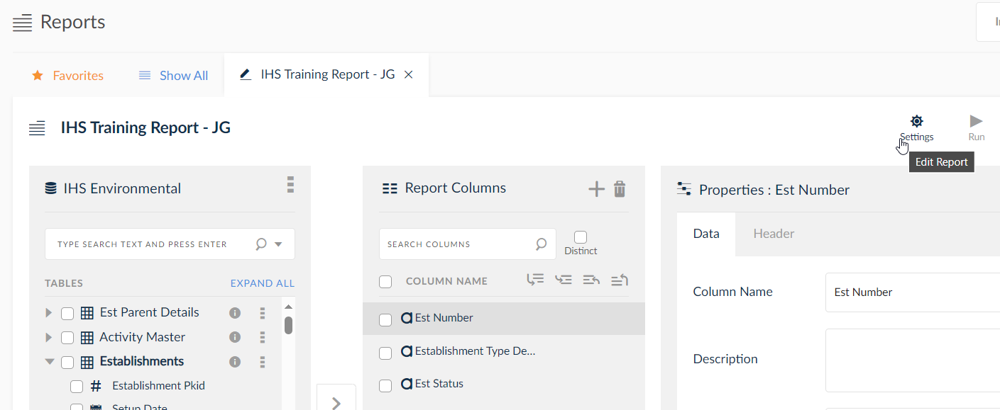 Reports
Favorites
Show All
IHS Training Report - JG
IHS Training Report - JG
Settings
Run
Edit Report
IHS Environmental
TYPE SEARCH TEXT AND PRESS ENTER
TABLES
EXPAND ALL
Est Parent Details
Activity Master
Establishments
Establishment Pkid
Setup Date
Report Columns
SEARCH COLUMNS
Distinct
COLUMN NAME
Est Number
Establishment Type De...
Est Status
Properties : Est Number
Data
Header
Column Name
Est Number
Description